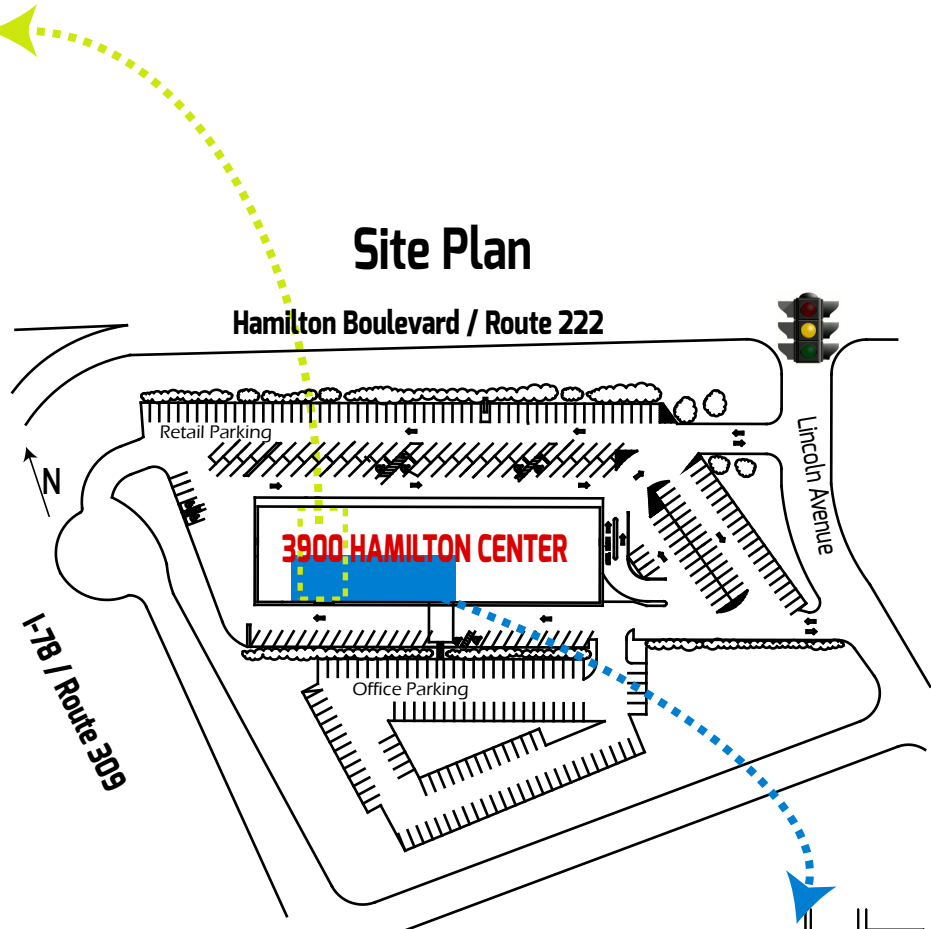 Site Plan
Hamilton Boulevard / Route 222
Retail Parking
Lincoln Avenue
N
3900 HAMILTON CENTER
I-78 / Route 309
Office Parking